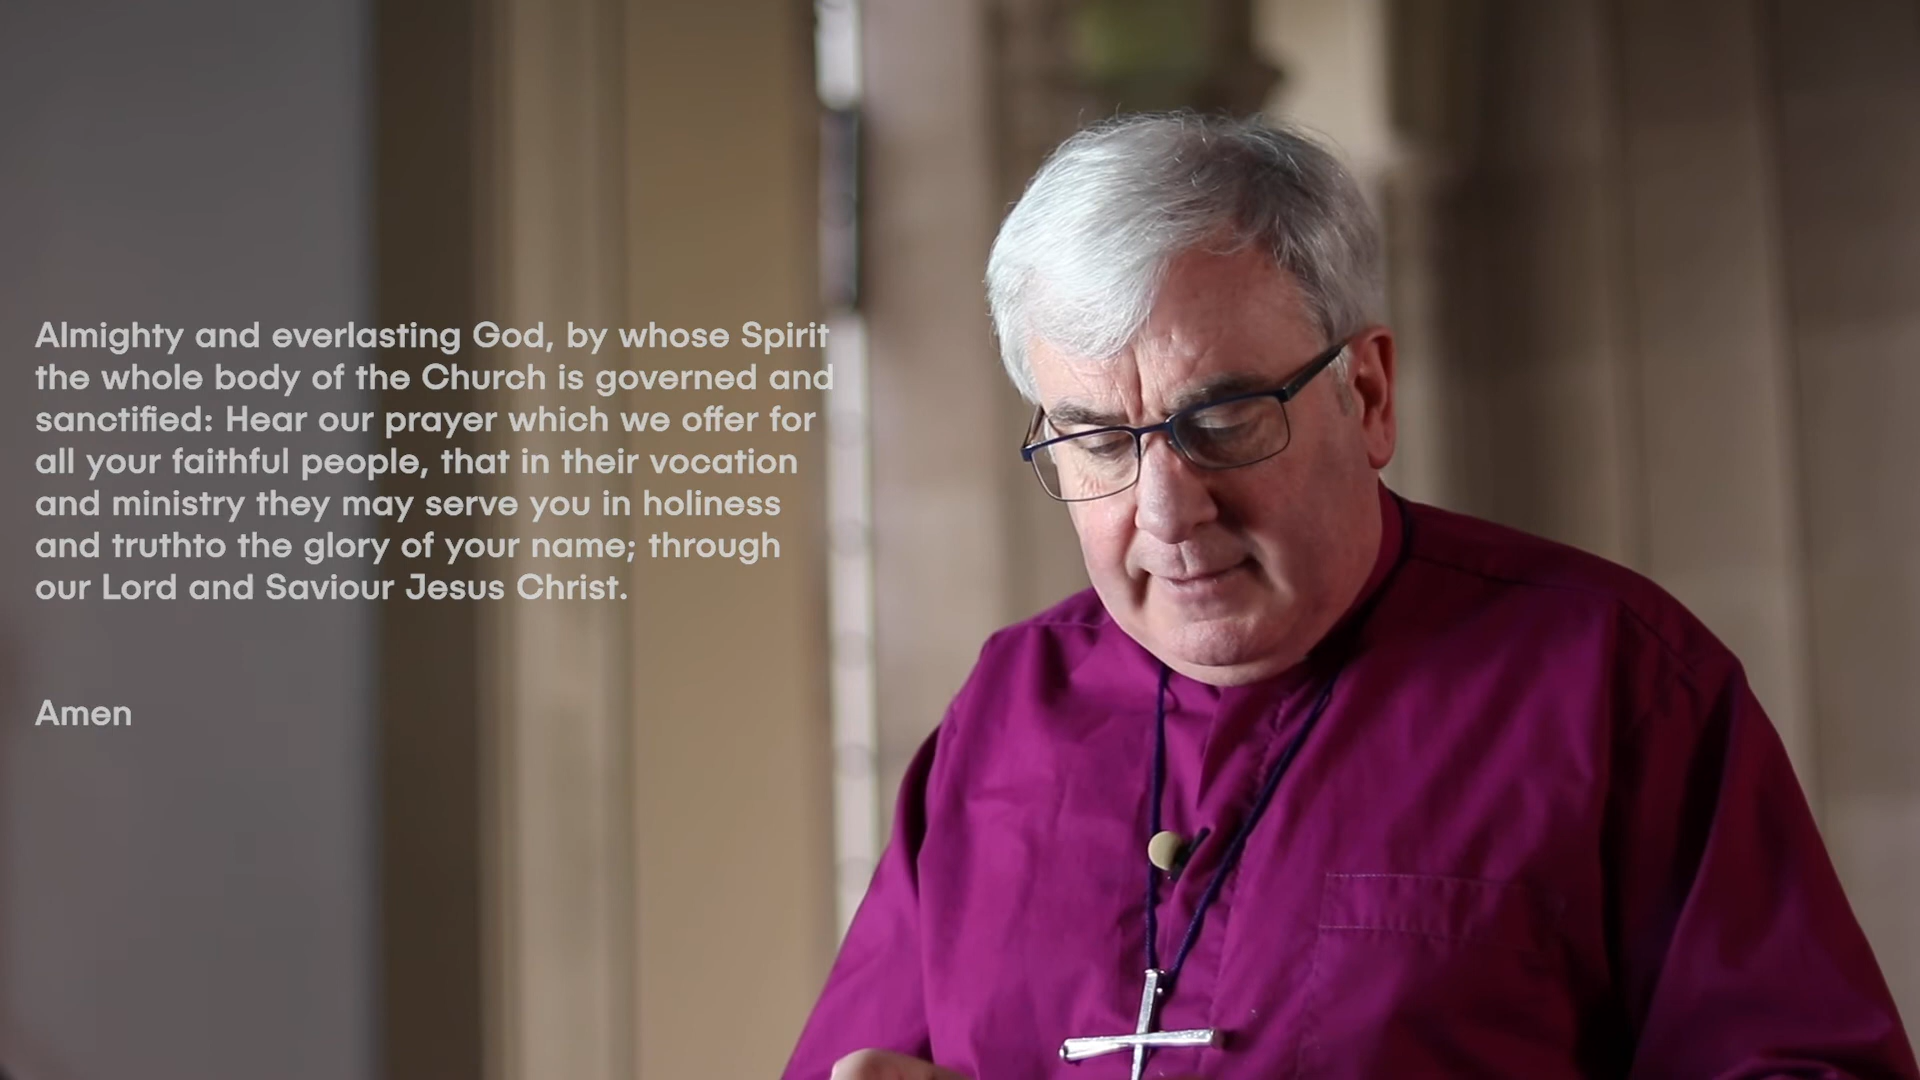 Almighty and everlasting God, by whose Spirit
the whole body of the Church is governed and
sanctified: Hear our prayer which we offer for
all your faithful people, that in their vocation
and ministry they may serve you in holiness
and truthto the glory of your name; through
our Lord and Saviour Jesus Christ.
Amen